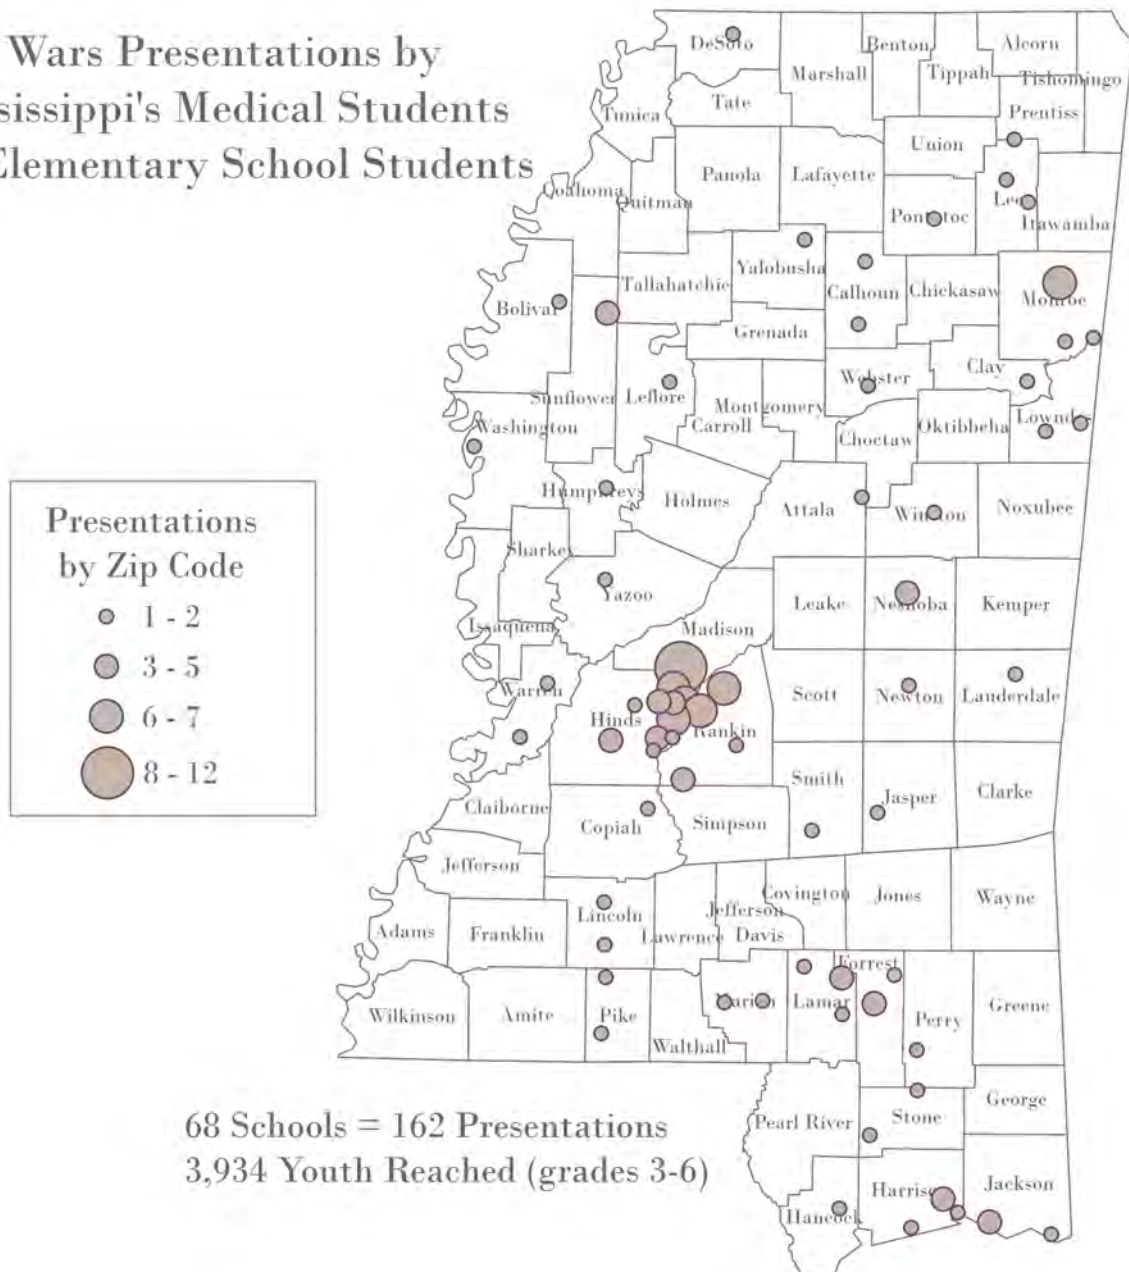 Wars Presentations by
sissippi's Medical Students
Elementary School Students
DeSoto
Benton
Alcorn
Marshall
Tippah
Tishomingo
Tate
Tunica
Prentiss
Union
Panola
Lafayette
Coahoma
Quitman
Lee
Pontotoc
Itawamba
Yalobusha
Tallahatchie
Calhoun
Chickasaw
Monroe
Bolivar
Grenada
Clay
Webster
Sunflower
Leflore
Montgomery
Carroll
Washington
Choctaw
Oktibbeha
Lowndes
Humphreys
Holmes
Attala
Winston
Noxubee
Presentations
by Zip Code
1 - 2
3 - 5
6 - 7
8 - 12
Sharkey
Yazoo
Leake
Neshoba
Kemper
Issaquena
Madison
Warren
Scott
Newton
Lauderdale
Hinds
Rankin
Smith
Jasper
Clarke
Claiborne
Copiah
Simpson
Jefferson
Covington
Jones
Wayne
Lincoln
Jefferson
Davis
Adams
Franklin
Lawrence
Forrest
Marion
Lamar
Greene
Wilkinson
Amite
Pike
Perry
Walthall
George
68 Schools = 162 Presentations
Pearl River
Stone
3,934 Youth Reached (grades 3-6)
Harrison
Jackson
Hancock